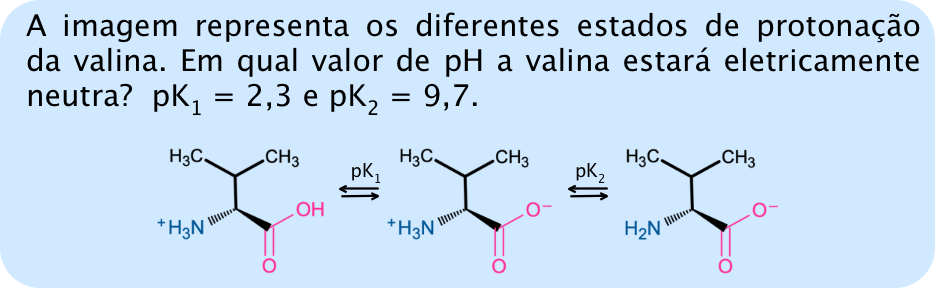 A imagem representa os diferentes estados de protonação
da valina. Em qual valor de pH a valina estará eletricamente
neutra? pK₁ = 2,3 e pK₂ = 9,7.
H₃C CH₃ pK₁ H₃C CH₃ pK₂ H₃C CH₃
⁺H₃N OH ⁺H₃N O⁻ H₂N O⁻
O O O